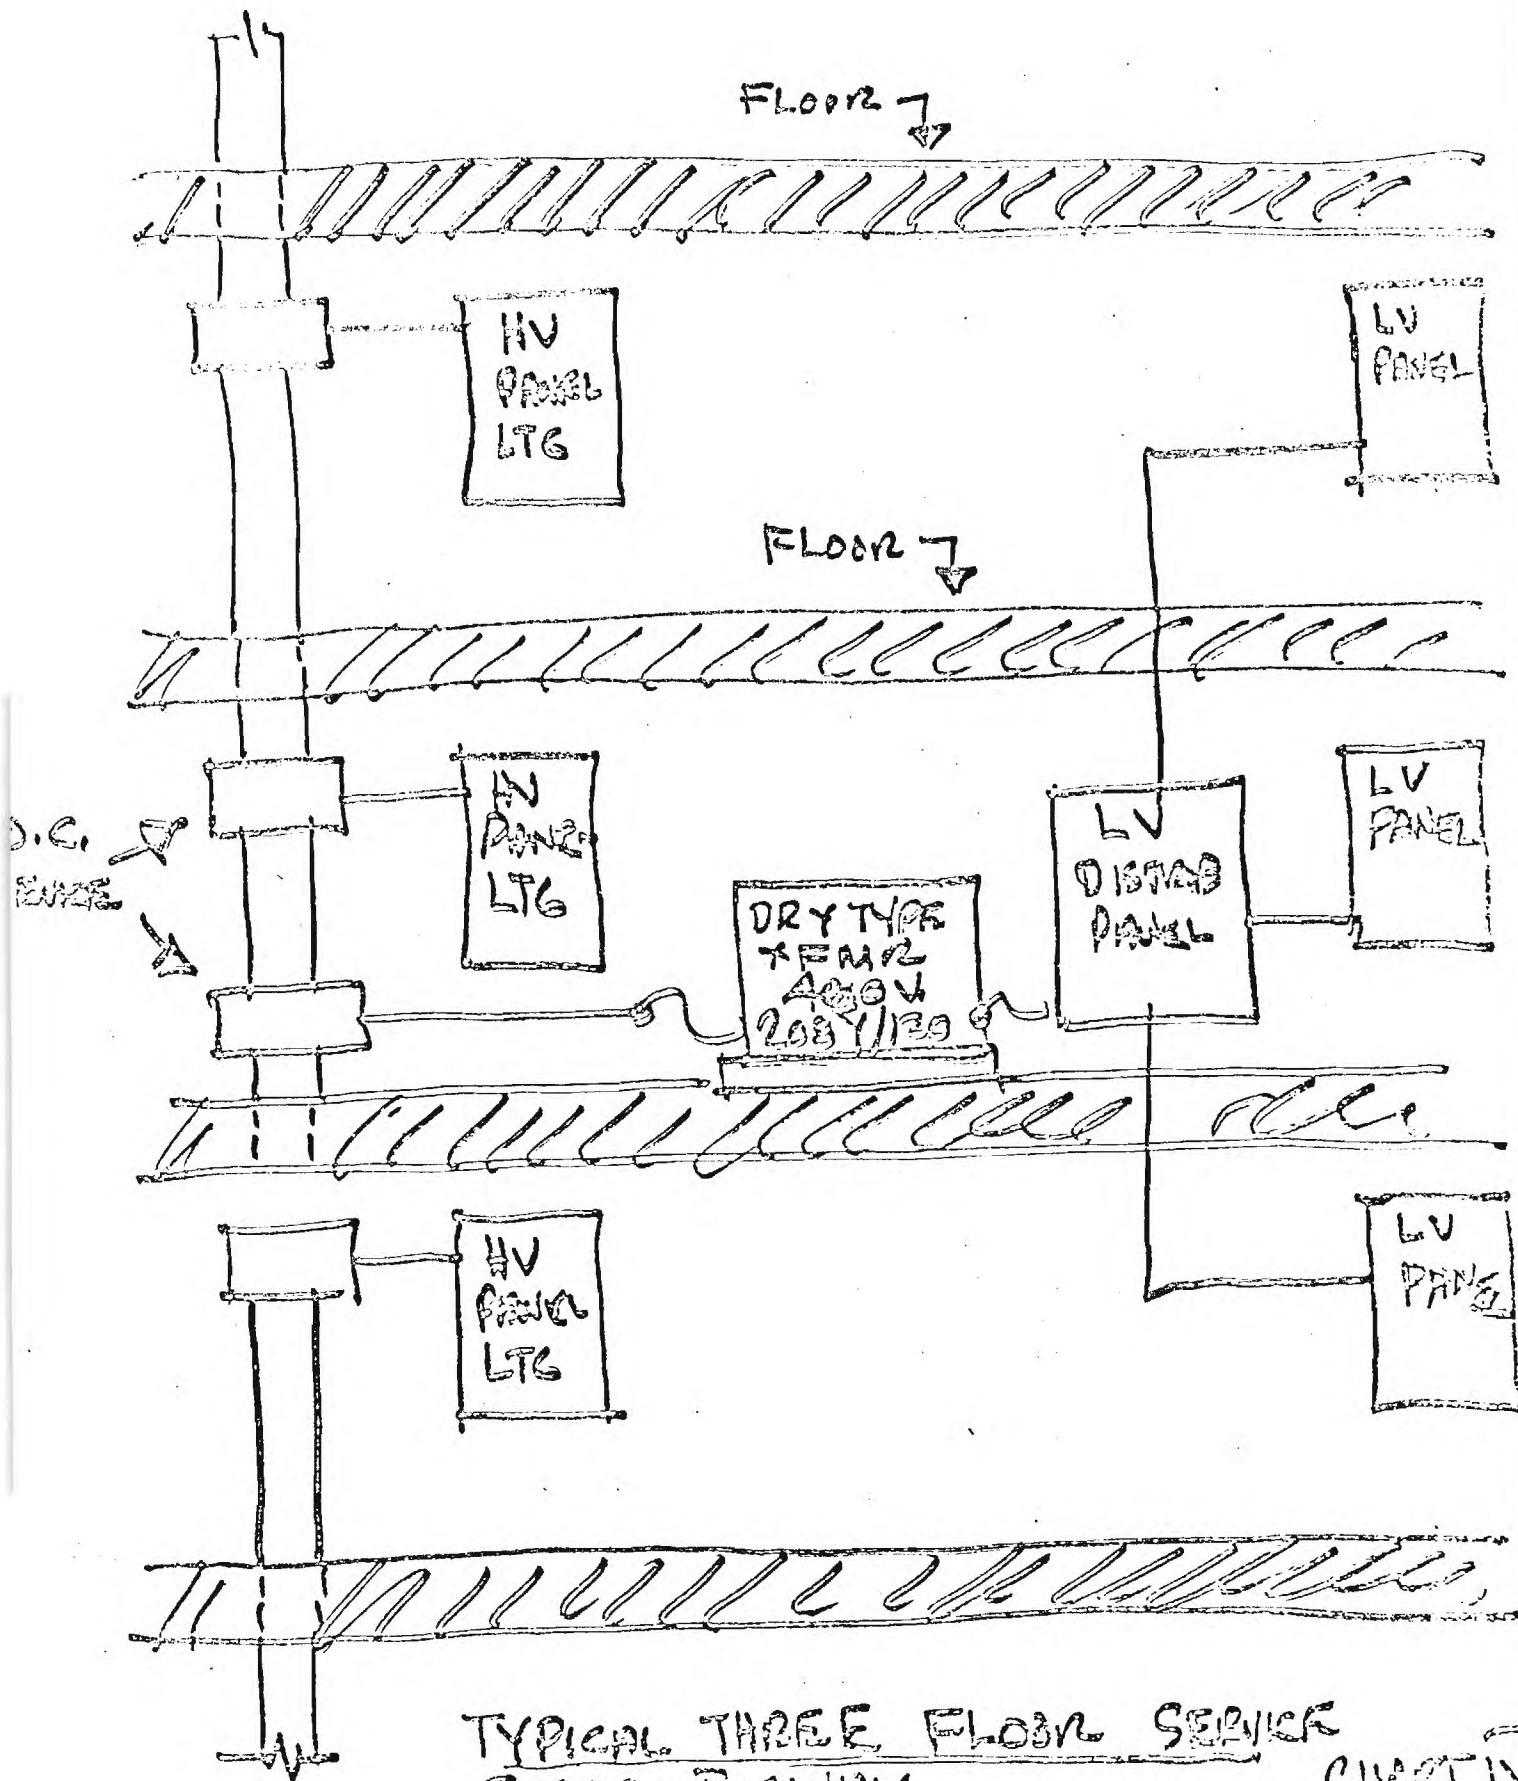 FLOOR
HV
PANEL
LTG
LV
PANEL
FLOOR
HV
PANEL
LTG
LV
DISTRIB
PANEL
LV
PANEL
DRY TYPE
XFMR
480V
208Y/120
HV
PANEL
LTG
LV
PANEL
TYPICAL THREE FLOOR SERVICE